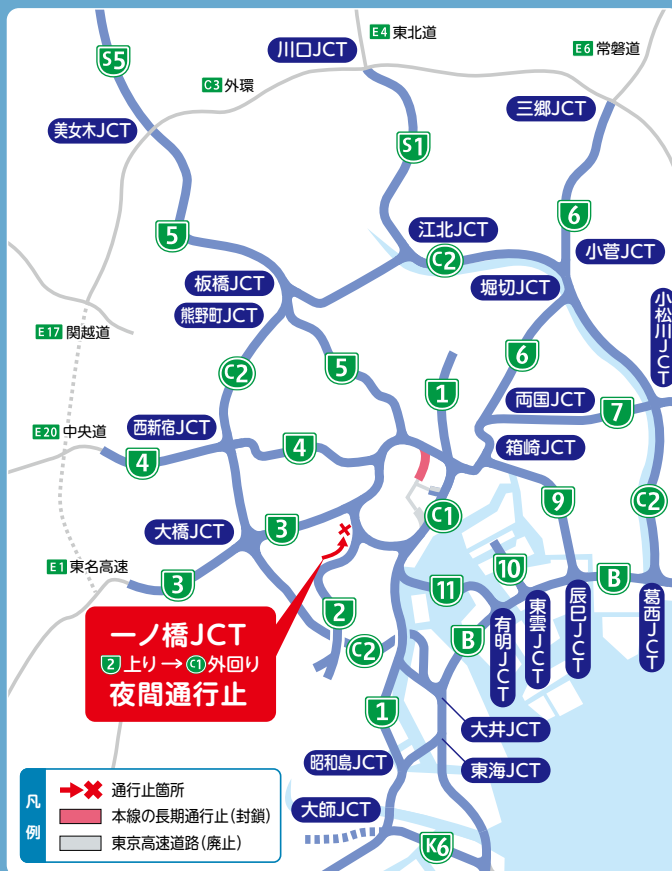 E4 東北道
川口JCT
E6 常磐道
S5
C3 外環
三郷JCT
美女木JCT
S1
6
江北JCT
5
C2
小菅JCT
板橋JCT
堀切JCT
熊野町JCT
小松川JCT
E17 関越道
6
5
C2
1
両国JCT
7
西新宿JCT
E20 中央道
4
4
箱崎JCT
9
C2
C1
大橋JCT
3
E1 東名高速
3
11
10
B
2
辰巳JCT
葛西JCT
東雲JCT
有明JCT
B
C2
一ノ橋JCT
2 上り→C1外回り
夜間通行止
1
大井JCT
昭和島JCT
東海JCT
大師JCT
K6
凡例
通行止箇所
本線の長期通行止(封鎖)
東京高速道路(廃止)